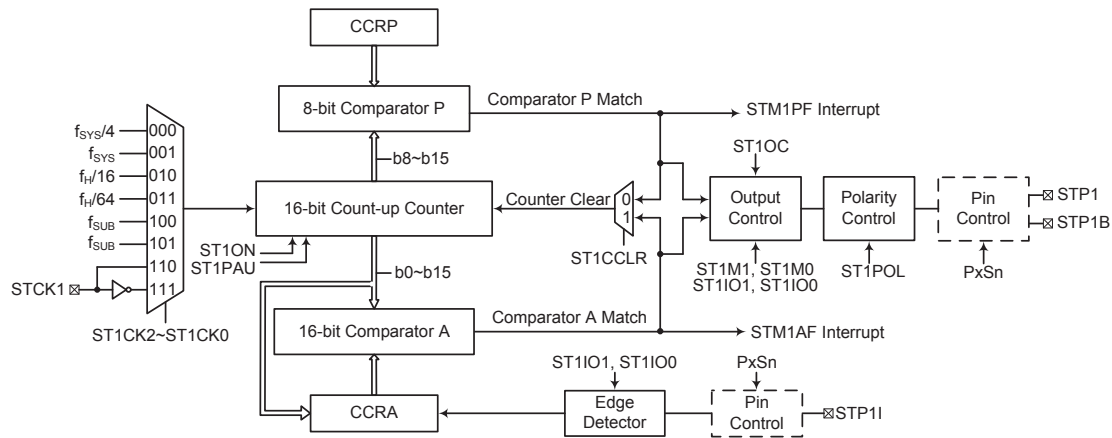 CCRP
8-bit Comparator P
Comparator P Match
STM1PF Interrupt
b8~b15
ST1OC
fSYS/4
000
fSYS
001
fH/16
010
fH/64
011
fSUB
100
fSUB
101
110
111
STCK1
ST1CK2~ST1CK0
16-bit Count-up Counter
ST1ON
ST1PAU
Counter Clear
0
1
ST1CCLR
Output
Control
ST1M1, ST1M0
ST1IO1, ST1IO0
Polarity
Control
ST1POL
Pin
Control
PxSn
STP1
STP1B
b0~b15
16-bit Comparator A
Comparator A Match
STM1AF Interrupt
CCRA
ST1IO1, ST1IO0
Edge
Detector
PxSn
Pin
Control
STP1I